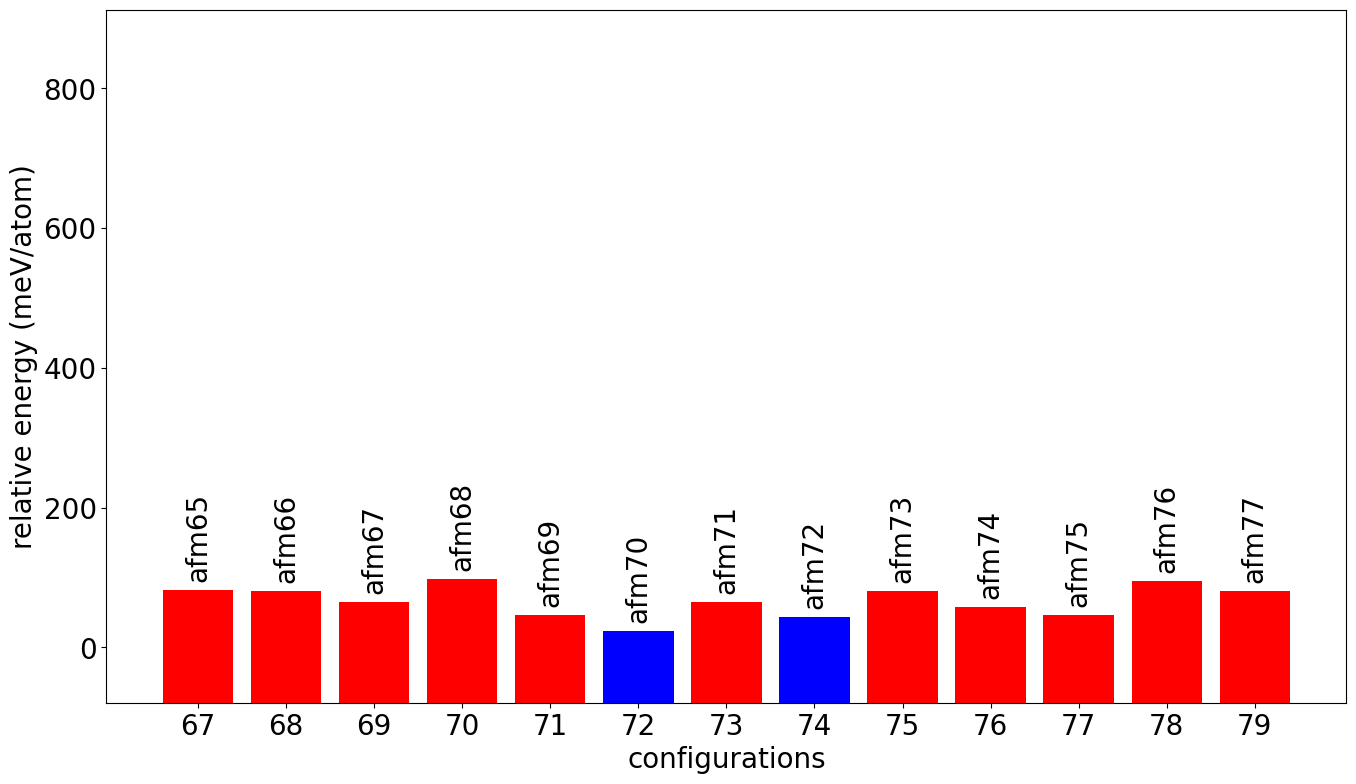 relative energy (meV/atom)
800
600
400
200
0
afm65
afm66
afm67
afm68
afm69
afm70
afm71
afm72
afm73
afm74
afm75
afm76
afm77
67 68 69 70 71 72 73 74 75 76 77 78 79
configurations